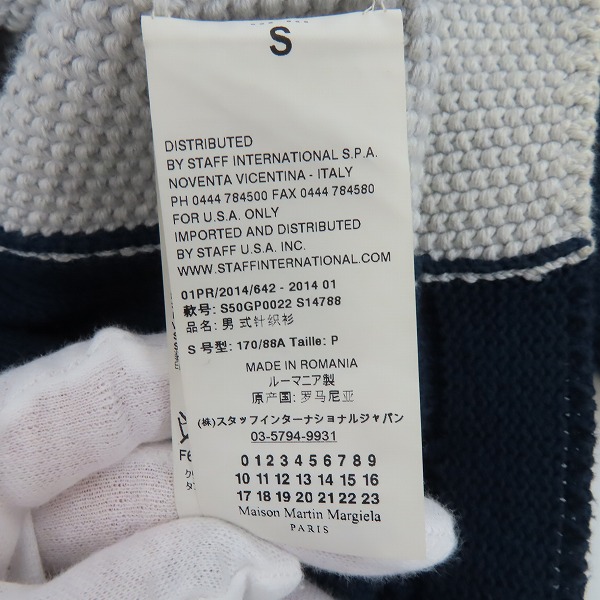 S
DISTRIBUTED
BY STAFF INTERNATIONAL S.P.A.
NOVENTA VICENTINA - ITALY
PH 0444 784500 FAX 0444 784580
FOR U.S.A. ONLY
IMPORTED AND DISTRIBUTED
BY STAFF U.S.A. INC.
WWW.STAFFINTERNATIONAL.COM
01PR/2014/642 - 2014 01
款号: S50GP0022 S14788
品名: 男 式针织衫
S 号型: 170/88A Taille: P
MADE IN ROMANIA
ルーマニア製
原产国: 罗马尼亚
(株)スタッフインターナショナルジャパン
03-5794-9931
0 1 2 3 4 5 6 7 8 9
10 11 12 13 14 15 16
17 18 19 20 21 22 23
Maison Martin Margiela
PARIS